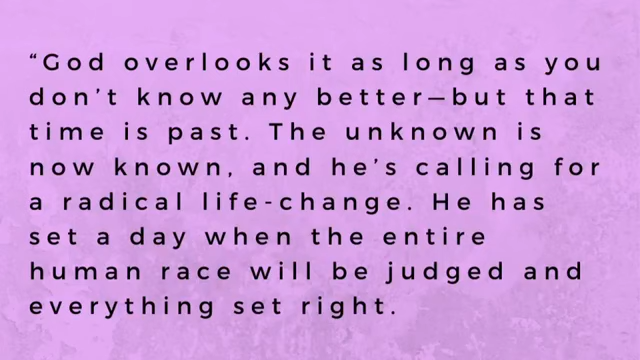 “God overlooks it as long as you
don’t know any better—but that
time is past. The unknown is
now known, and he’s calling for
a radical life-change. He has
set a day when the entire
human race will be judged and
everything set right.